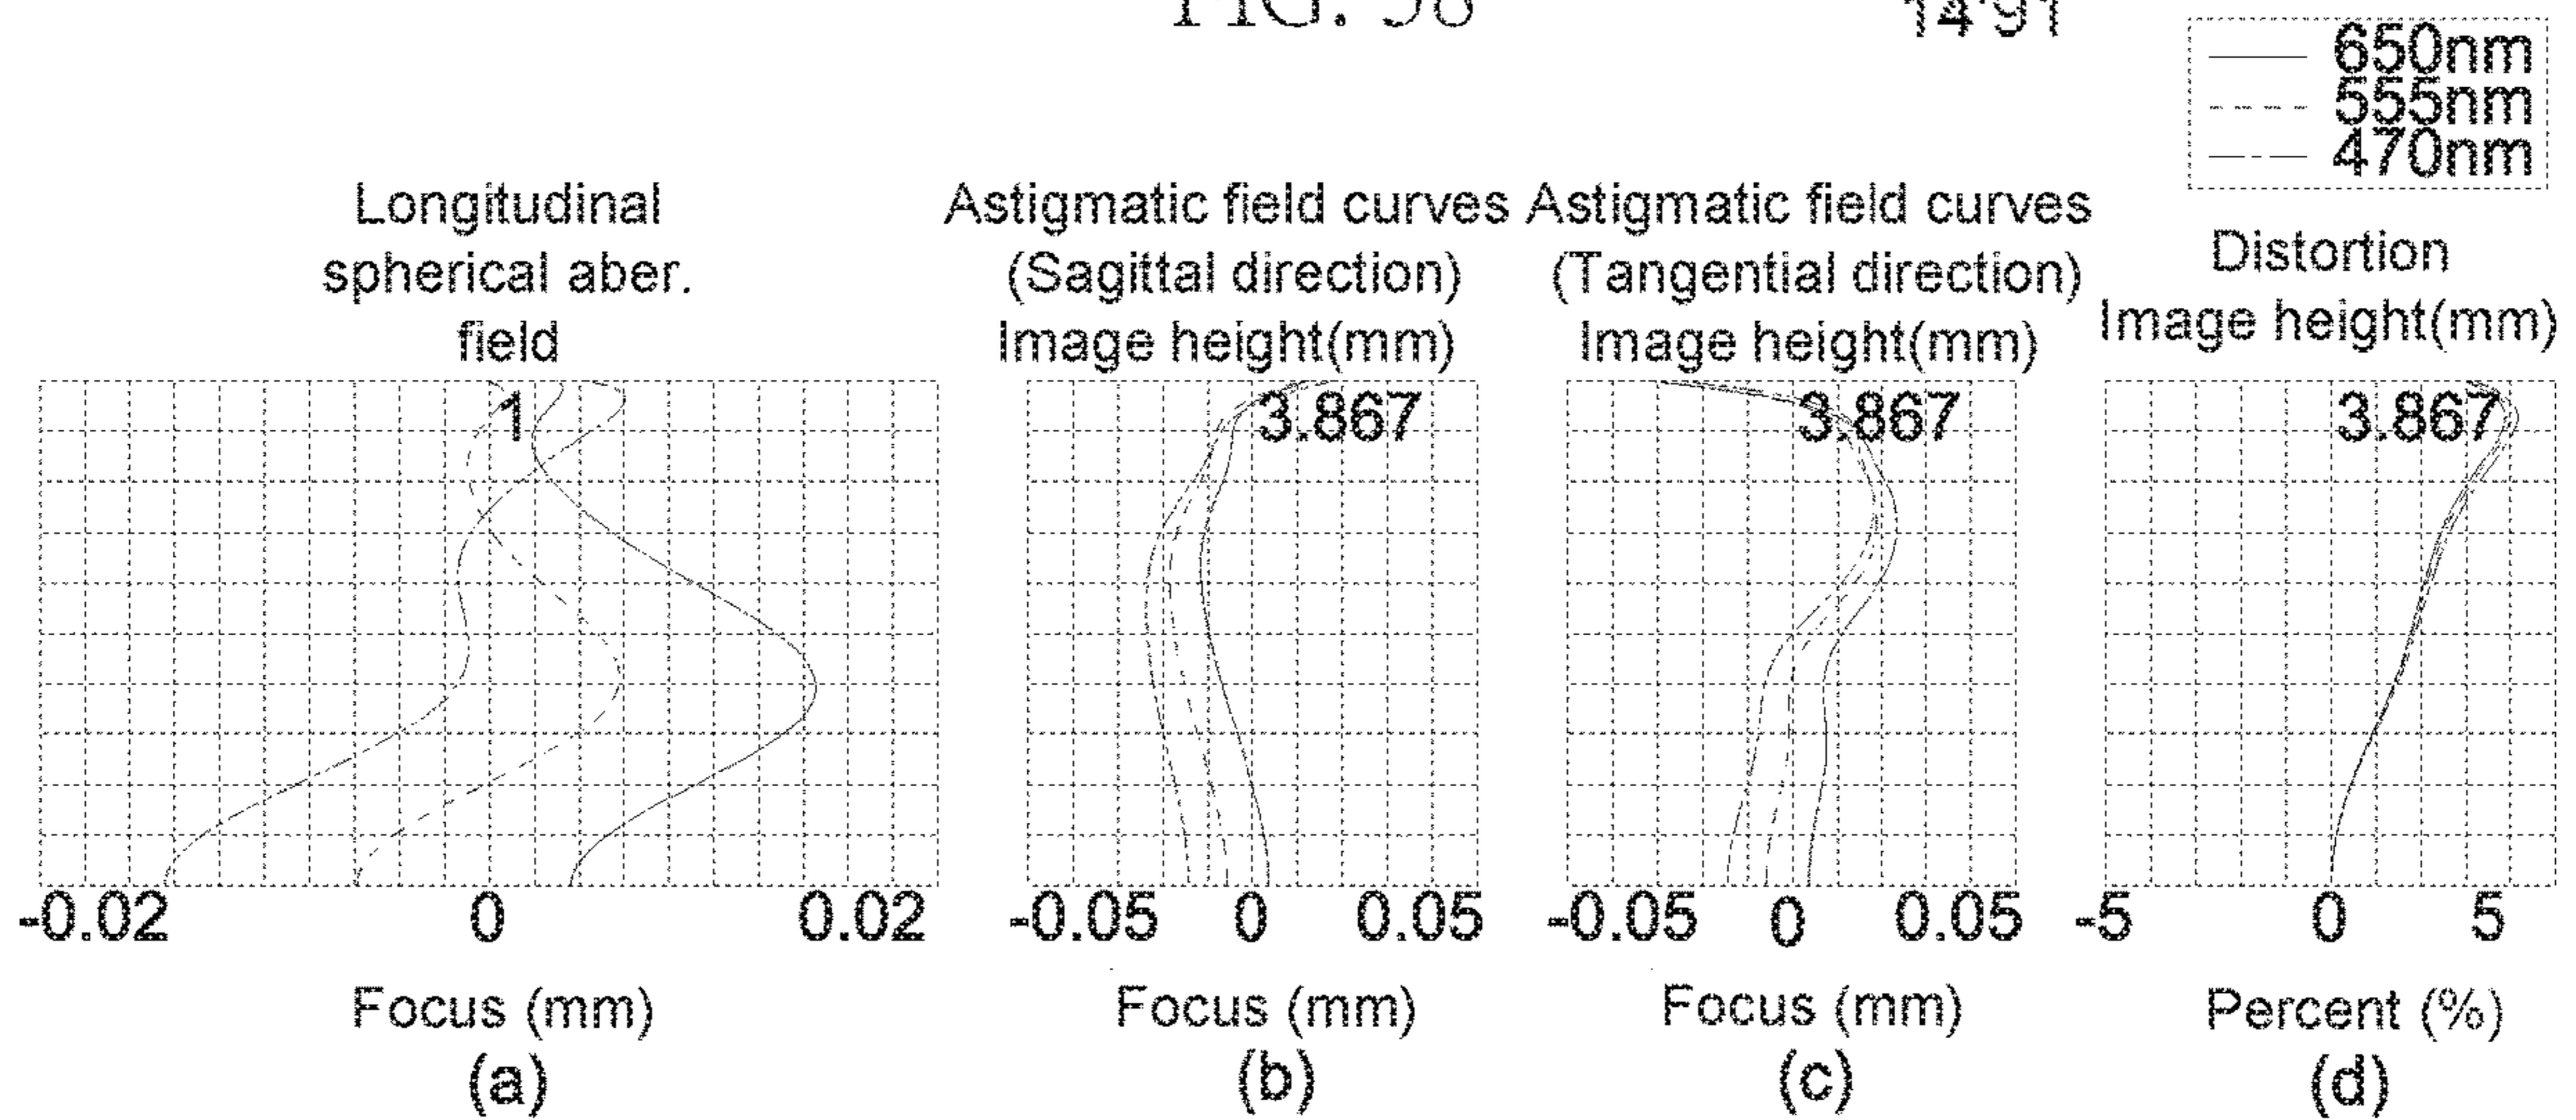 FIG. 38
650nm
555nm
470nm
Longitudinal
spherical aber.
field
Astigmatic field curves
(Sagittal direction)
Image height(mm)
Astigmatic field curves
(Tangential direction)
Image height(mm)
Distortion
Image height(mm)
1
3.867
3.867
3.867
-0.02 0 0.02
-0.05 0 0.05
-0.05 0 0.05
-5 0 5
Focus (mm)
Focus (mm)
Focus (mm)
Percent (%)
(a)
(b)
(c)
(d)